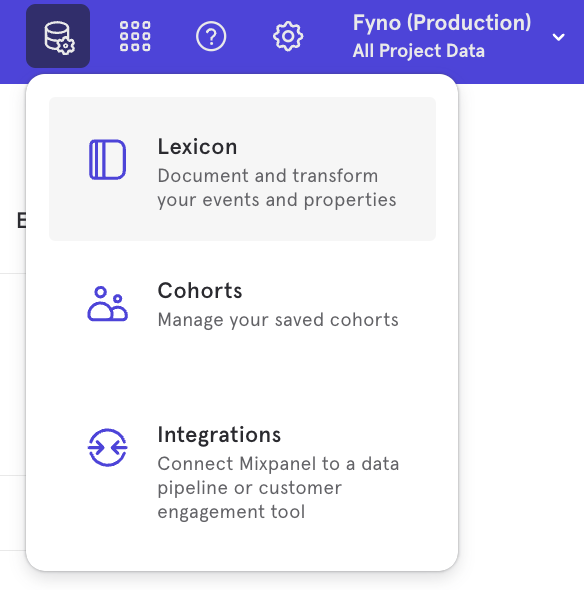 Fyno (Production)
All Project Data
Lexicon
Document and transform
your events and properties
E
Cohorts
Manage your saved cohorts
Integrations
Connect Mixpanel to a data
pipeline or customer
engagement tool